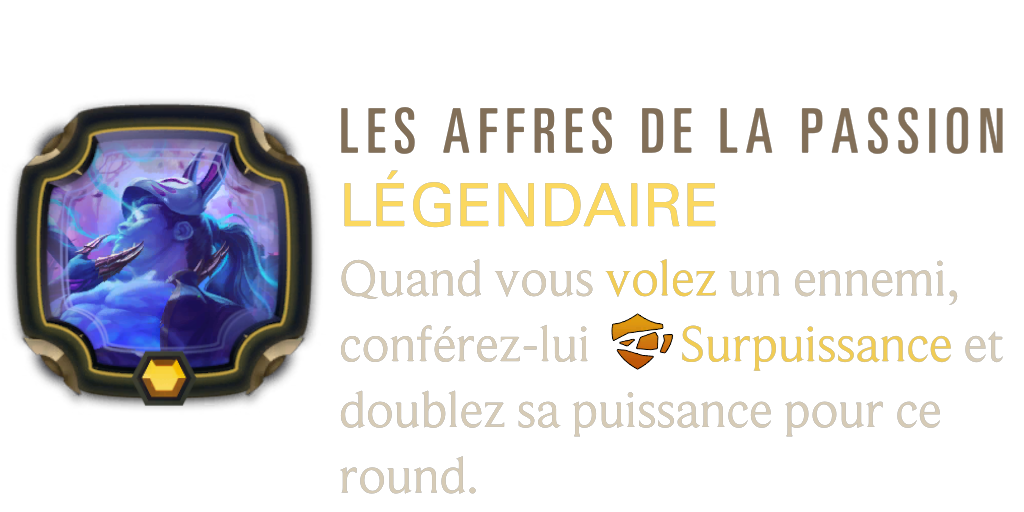 LES AFFRES DE LA PASSION
LÉGENDAIRE
Quand vous volez un ennemi,
conférez-lui Surpuissance et
doublez sa puissance pour ce
round.